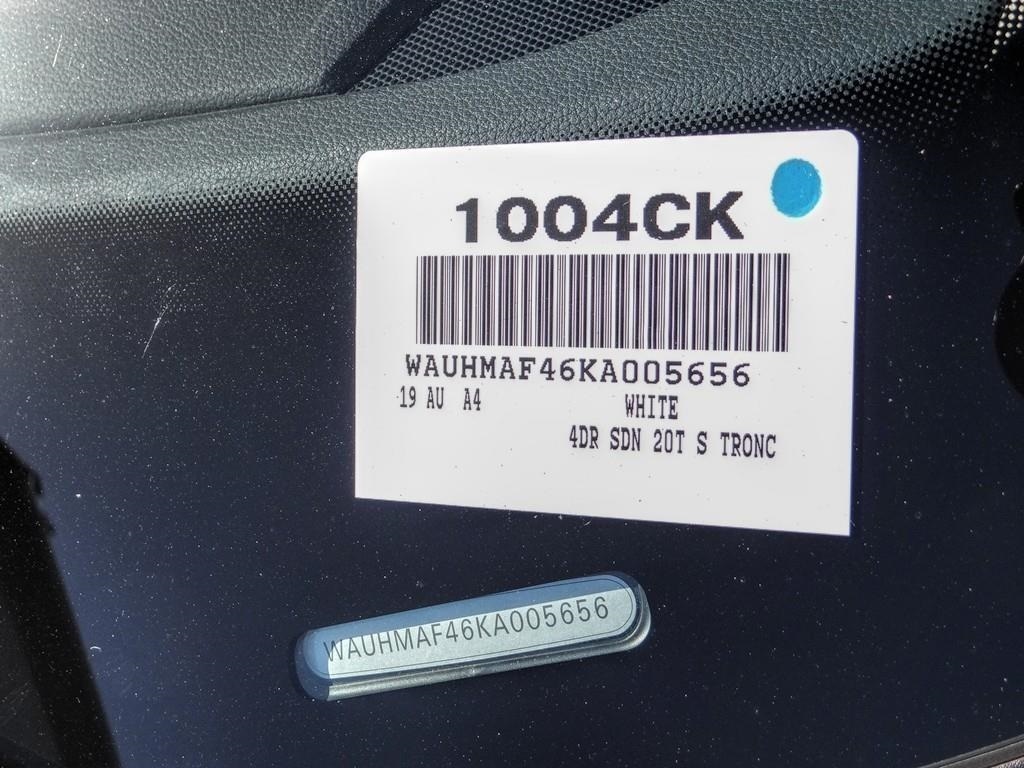 1004CK
WAUHMAF46KA005656
19 AU A4 WHITE
4DR SDN 20T S TRONC
WAUHMAF46KA005656